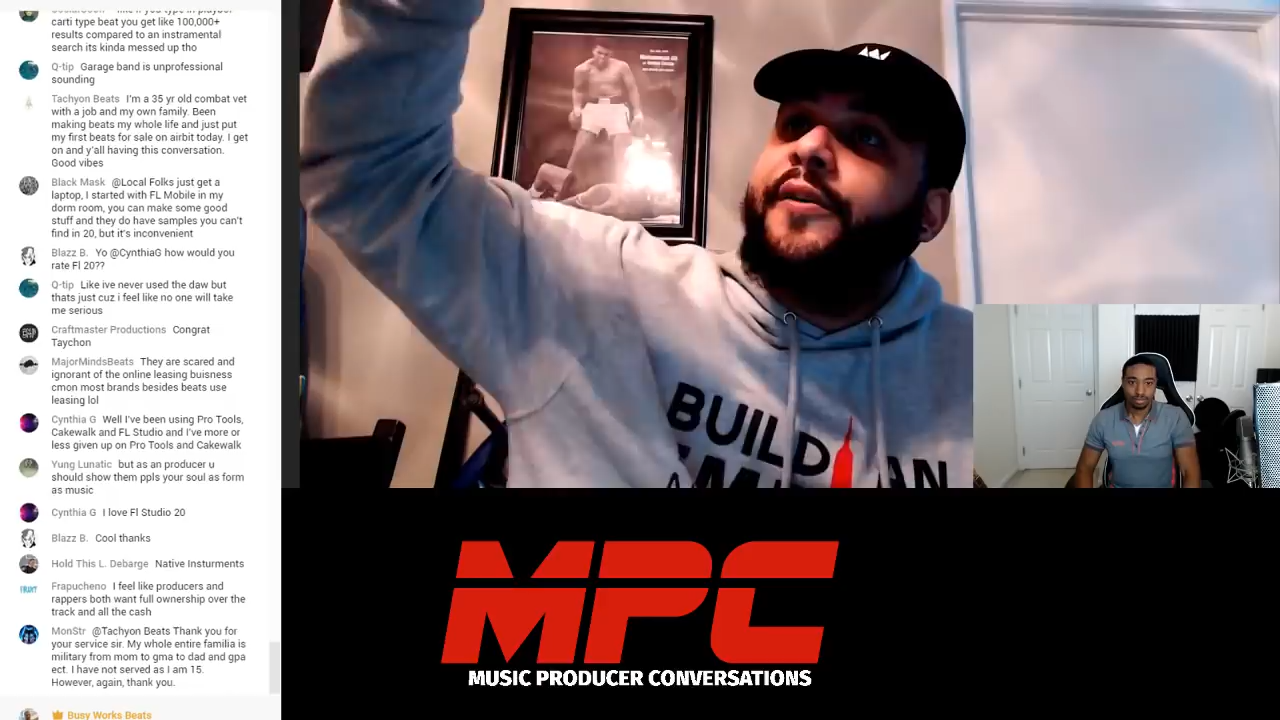 carti type beat you get like 100,000+
results compared to an instramental
search its kinda messed up tho
Q-tip Garage band is unprofessional
sounding
Tachyon Beats I'm a 35 yr old combat vet
with a job and my own family. Been
making beats my whole life and just put
my first beats for sale on airbit today. I get
on and y'all having this conversation.
Good vibes
Black Mask @Local Folks just get a
laptop, I started with FL Mobile in my
dorm room, you can make some good
stuff and they do have samples you can't
find in 20, but it's inconvenient
Blazz B. Yo @CynthiaG how would you
rate Fl 20??
Q-tip Like ive never used the daw but
thats just cuz i feel like no one will take
me serious
Craftmaster Productions Congrat
Taychon
MajorMindsBeats They are scared and
ignorant of the online leasing buisness
cmon most brands besides beats use
leasing lol
Cynthia G Well I've been using Pro Tools,
Cakewalk and FL Studio and I've more or
less given up on Pro Tools and Cakewalk
Yung Lunatic but as an producer u
should show them ppls your soul as form
as music
Cynthia G I love Fl Studio 20
Blazz B. Cool thanks
Hold This L. Debarge Native Insturments
Frapucheno I feel like producers and
rappers both want full ownership over the
track and all the cash
MonStr @Tachyon Beats Thank you for
your service sir. My whole entire familia is
military from mom to gma to dad and gpa
ect. I have not served as I am 15.
However, again, thank you.
Busy Works Beats
BUILD AN
MPC
MUSIC PRODUCER CONVERSATIONS